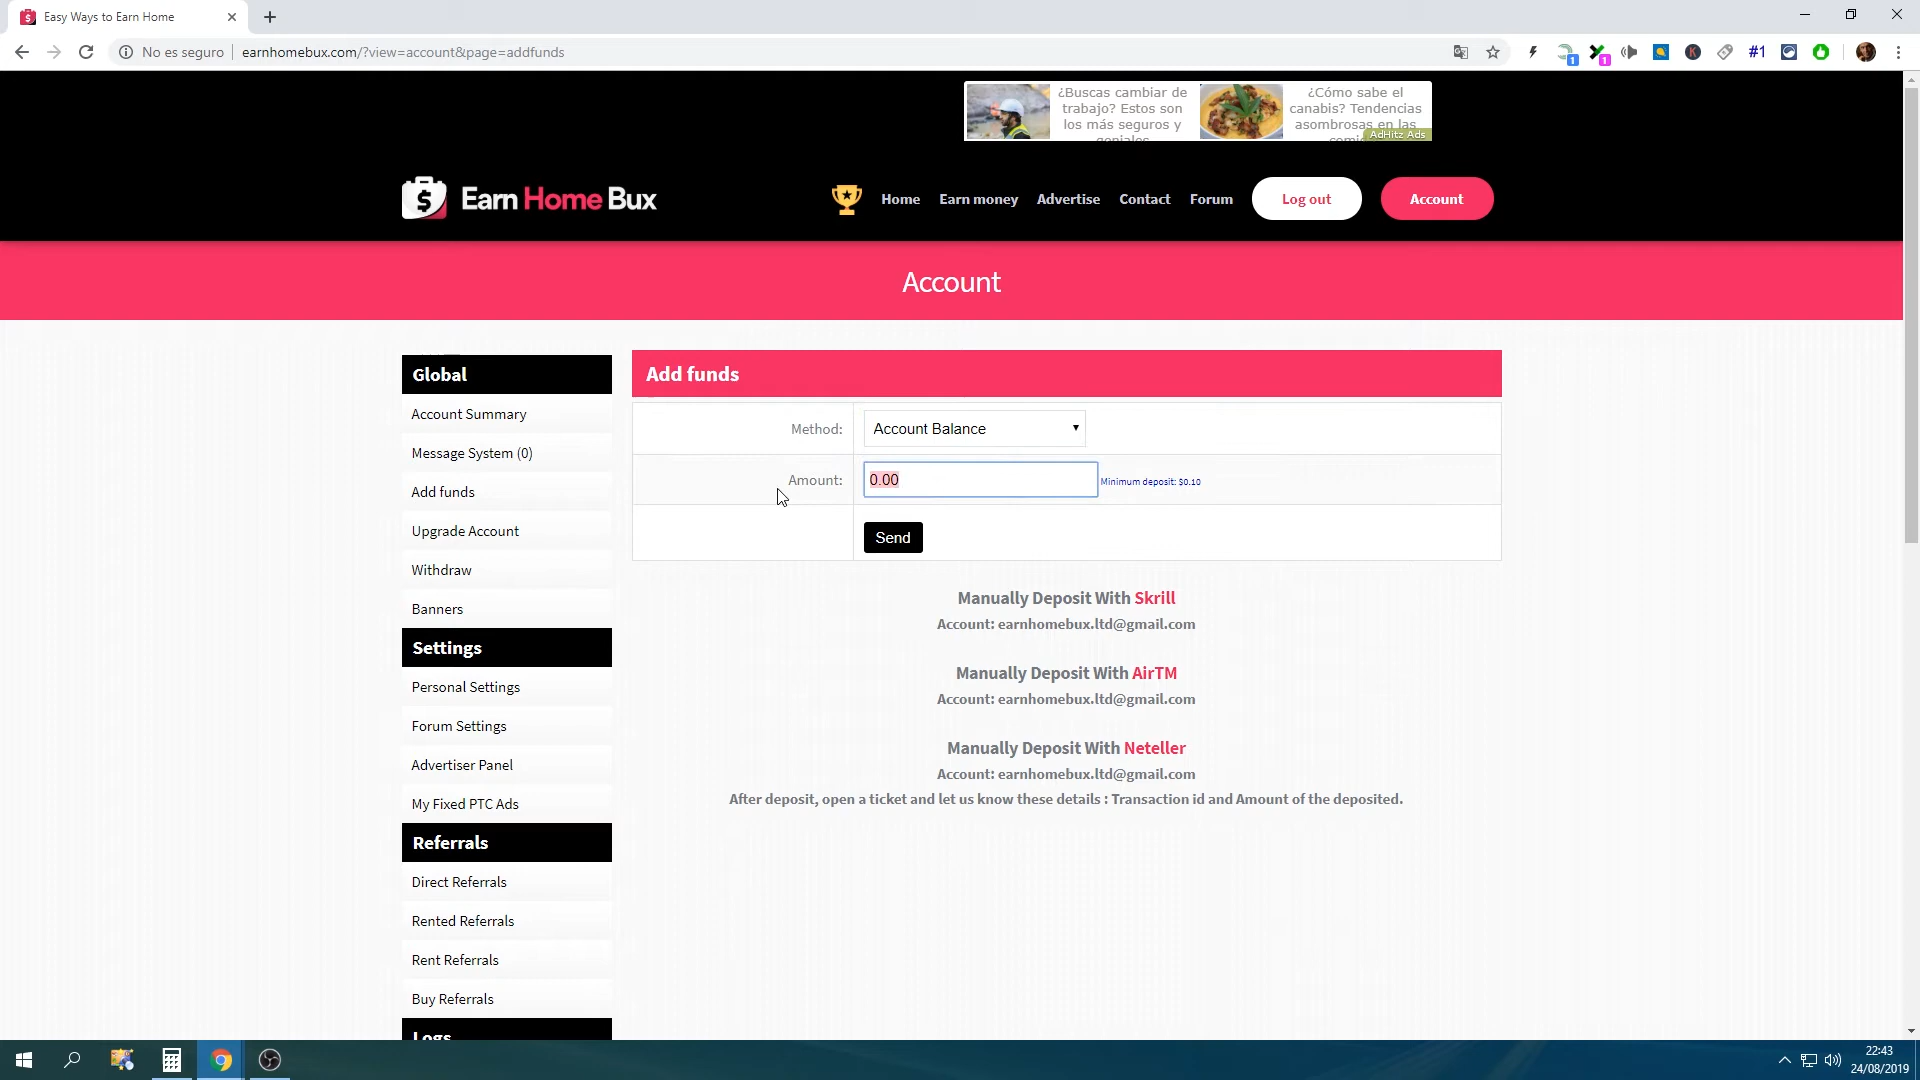 Easy Ways to Earn Home
No es seguro
earnhomebux.com/?view=account&page=addfunds
1
1
K
#1
¿Buscas cambiar de
trabajo? Estos son
los más seguros y
geniales
¿Cómo sabe el
canabis? Tendencias
asombrosas en las
AdHitz Ads
$ Earn Home Bux
Home
Earn money
Advertise
Contact
Forum
Log out
Account
Account
Global
Account Summary
Message System (0)
Add funds
Upgrade Account
Withdraw
Banners
Settings
Personal Settings
Forum Settings
Advertiser Panel
My Fixed PTC Ads
Referrals
Direct Referrals
Rented Referrals
Rent Referrals
Buy Referrals
Logs
Add funds
Method:
Account Balance
Amount:
0.00
Minimum deposit: $0.10
Send
Manually Deposit With Skrill
Account: earnhomebux.ltd@gmail.com
Manually Deposit With AirTM
Account: earnhomebux.ltd@gmail.com
Manually Deposit With Neteller
Account: earnhomebux.ltd@gmail.com
After deposit, open a ticket and let us know these details : Transaction id and Amount of the deposited.
22:43
24/08/2019